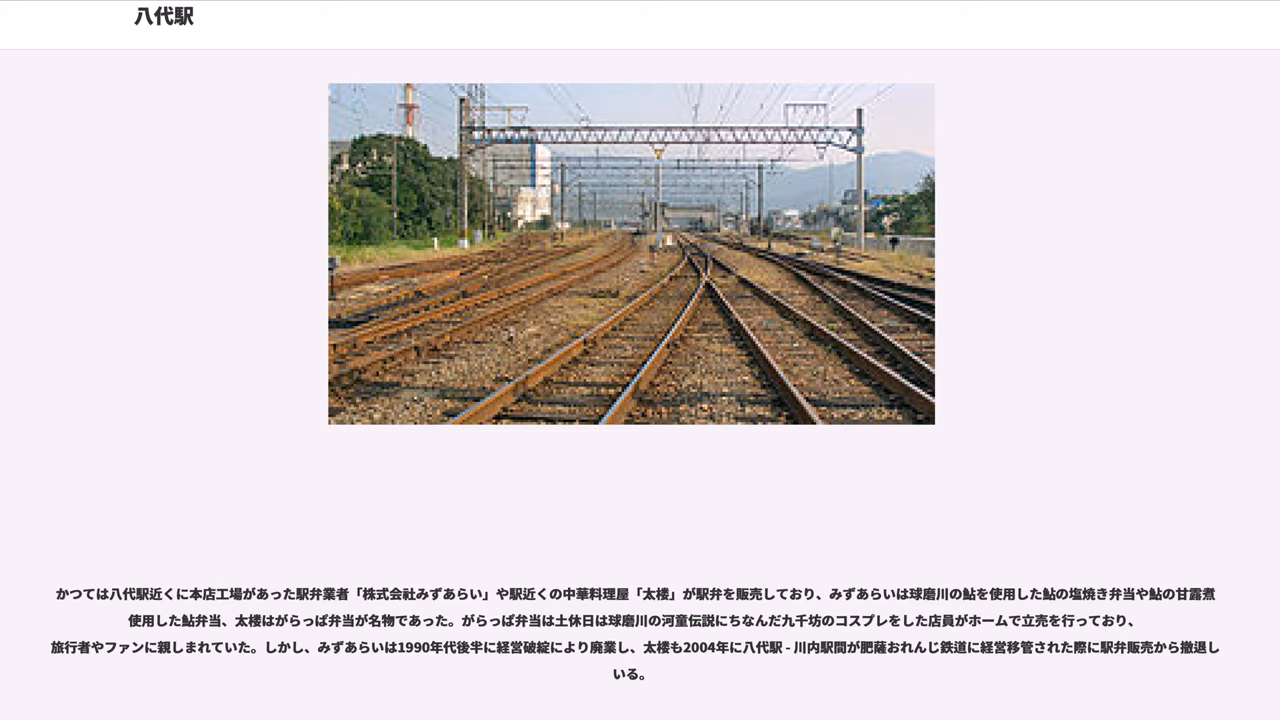 八代駅
かつては八代駅近くに本店工場があった駅弁業者「株式会社みずあらい」や駅近くの中華料理屋「太楼」が駅弁を販売しており、みずあらいは球磨川の鮎を使用した鮎の塩焼き弁当や鮎の甘露煮
使用した鮎弁当、太楼はがらっぱ弁当が名物であった。がらっぱ弁当は土休日は球磨川の河童伝説にちなんだ九千坊のコスプレをした店員がホームで立売を行っており、
旅行者やファンに親しまれていた。しかし、みずあらいは1990年代後半に経営破綻により廃業し、太楼も2004年に八代駅 - 川内駅間が肥薩おれんじ鉄道に経営移管された際に駅弁販売から撤退し
いる。